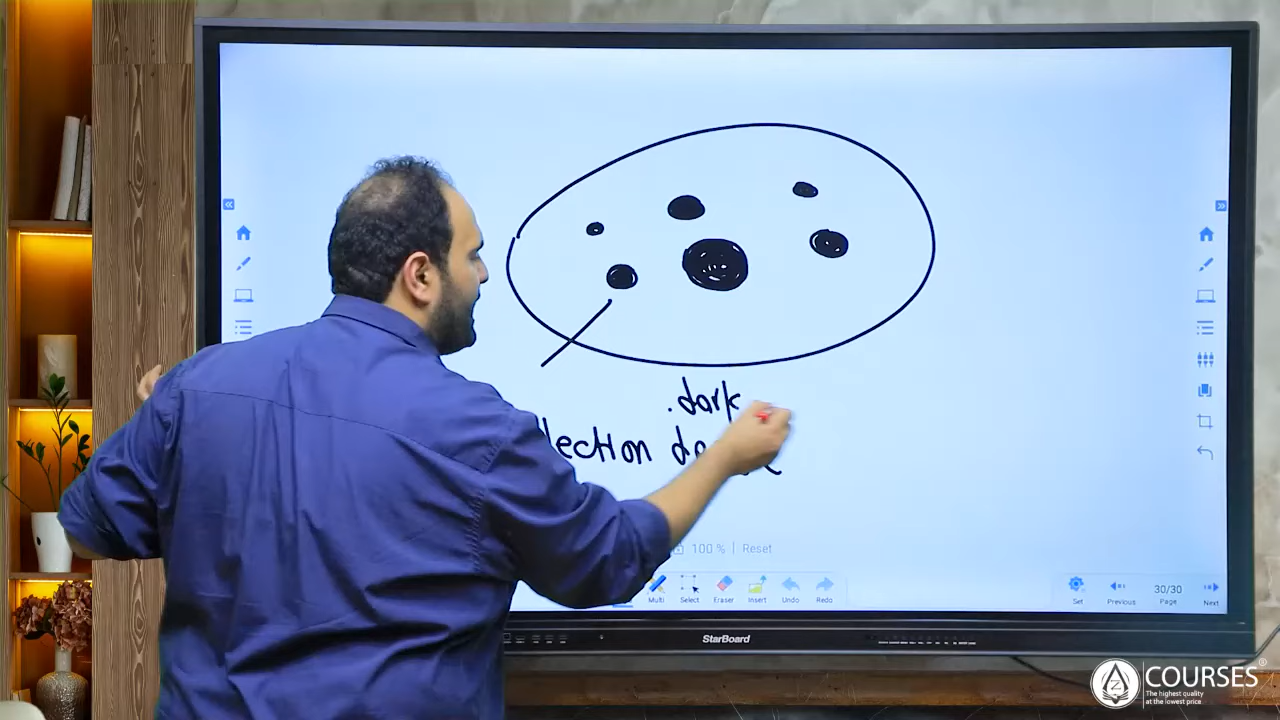 .dark
lection
100 %
Reset
Multi
Select
Eraser
Insert
Undo
Redo
Set
Previous
30/30
Page
Next
StarBoard
COURSES®
The highest quality
at the lowest price